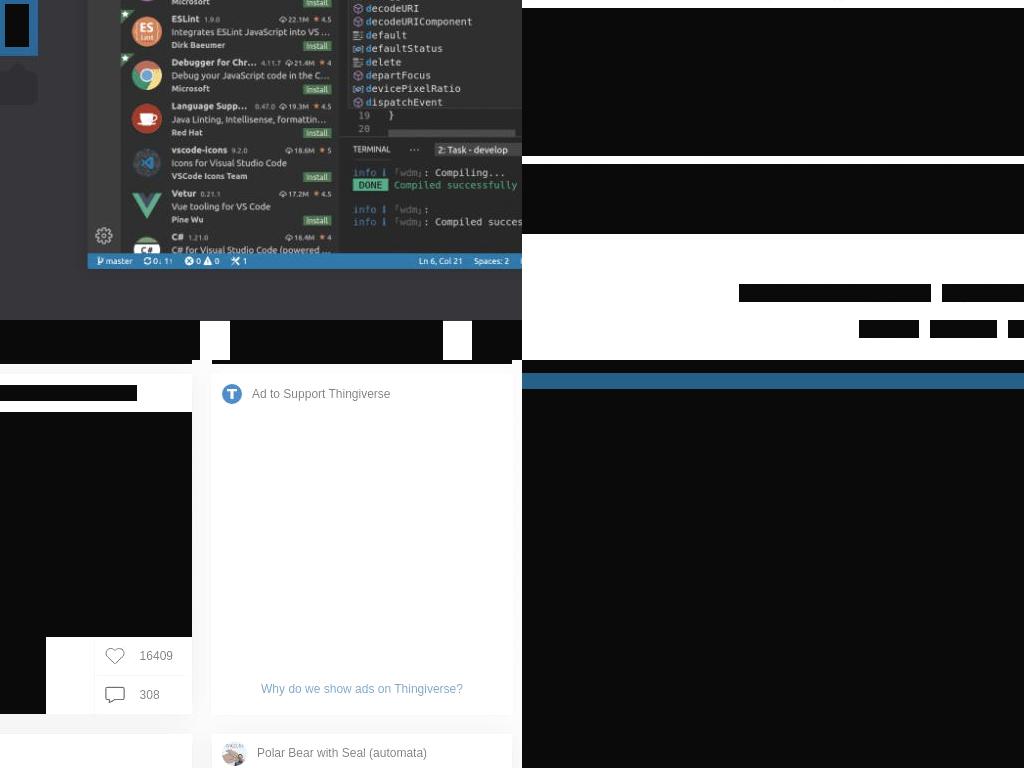 Microsoft Install
ESLint 1.9.0 22.1M 4.5
Integrates ESLint JavaScript into VS ...
Dirk Baeumer Install
Debugger for Chr... 4.11.7 21.4M 4
Debug your JavaScript code in the C...
Microsoft Install
Language Supp... 0.47.0 19.3M 4.5
Java Linting, Intellisense, formattin...
Red Hat Install
vscode-icons 9.2.0 18.6M 5
Icons for Visual Studio Code
VSCode Icons Team Install
Vetur 0.21.1 17.2M 4.5
Vue tooling for VS Code
Pine Wu Install
C# 1.21.0 16.4M 4
C# for Visual Studio Code (powered ...
decodeURI
decodeURIComponent
default
defaultStatus
delete
departFocus
devicePixelRatio
dispatchEvent
19 }
20
TERMINAL ... 2: Task - develop
info ℹ ｢wdm｣: Compiling...
DONE Compiled successfully
info ℹ ｢wdm｣:
info ℹ ｢wdm｣: Compiled succes
master 0↓ 1↑ 0 0 1 Ln 6, Col 21 Spaces: 2
Ad to Support Thingiverse
Why do we show ads on Thingiverse?
16409
308
Polar Bear with Seal (automata)